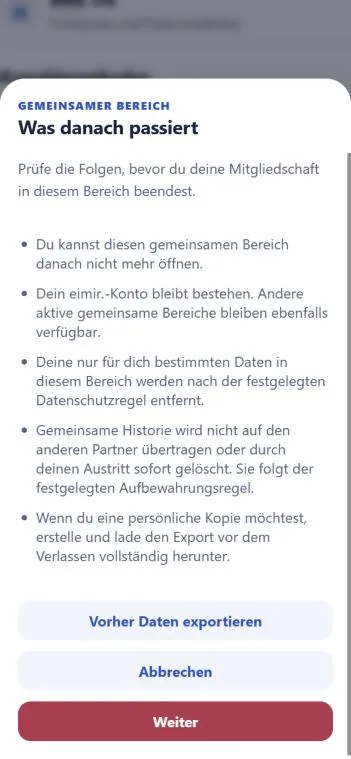 GEMEINSAMER BEREICH
Was danach passiert
Prüfe die Folgen, bevor du deine Mitgliedschaft
in diesem Bereich beendest.
Du kannst diesen gemeinsamen Bereich
danach nicht mehr öffnen.
Dein eimir.-Konto bleibt bestehen. Andere
aktive gemeinsame Bereiche bleiben ebenfalls
verfügbar.
Deine nur für dich bestimmten Daten in
diesem Bereich werden nach der festgelegten
Datenschutzregel entfernt.
Gemeinsame Historie wird nicht auf den
anderen Partner übertragen oder durch
deinen Austritt sofort gelöscht. Sie folgt der
festgelegten Aufbewahrungsregel.
Wenn du eine persönliche Kopie möchtest,
erstelle und lade den Export vor dem
Verlassen vollständig herunter.
Vorher Daten exportieren
Abbrechen
Weiter